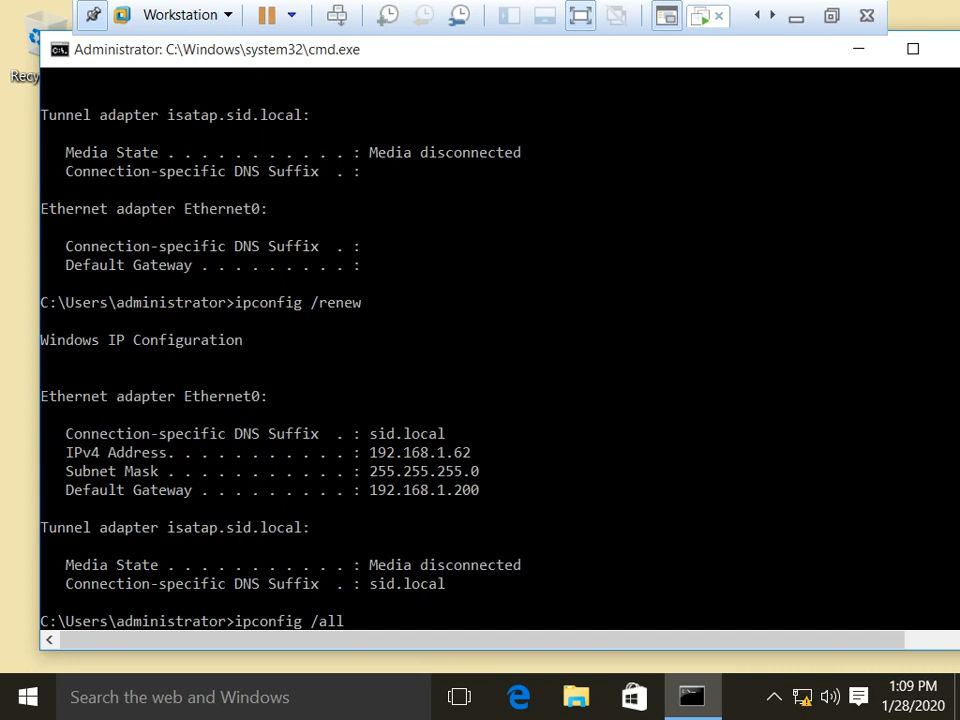 Workstation
Administrator: C:\Windows\system32\cmd.exe
Recy
Tunnel adapter isatap.sid.local:
Media State . . . . . . . . . . . : Media disconnected
Connection-specific DNS Suffix  . :
Ethernet adapter Ethernet0:
Connection-specific DNS Suffix  . :
Default Gateway . . . . . . . . . :
C:\Users\administrator>ipconfig /renew
Windows IP Configuration
Ethernet adapter Ethernet0:
Connection-specific DNS Suffix  . : sid.local
IPv4 Address. . . . . . . . . . . : 192.168.1.62
Subnet Mask . . . . . . . . . . . : 255.255.255.0
Default Gateway . . . . . . . . . : 192.168.1.200
Tunnel adapter isatap.sid.local:
Media State . . . . . . . . . . . : Media disconnected
Connection-specific DNS Suffix  . : sid.local
C:\Users\administrator>ipconfig /all
Search the web and Windows
1:09 PM
1/28/2020